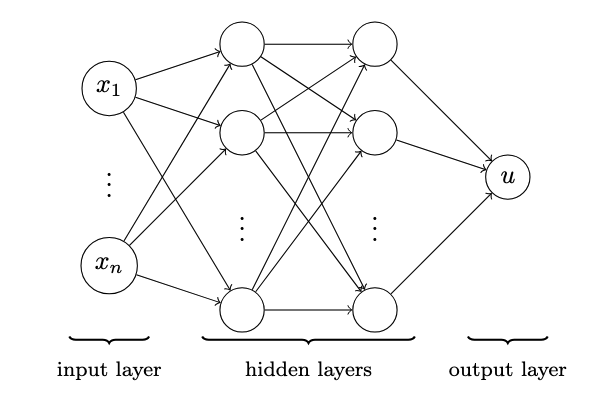 x₁
⋮
xₙ
⋮
⋮
u
input layer
hidden layers
output layer